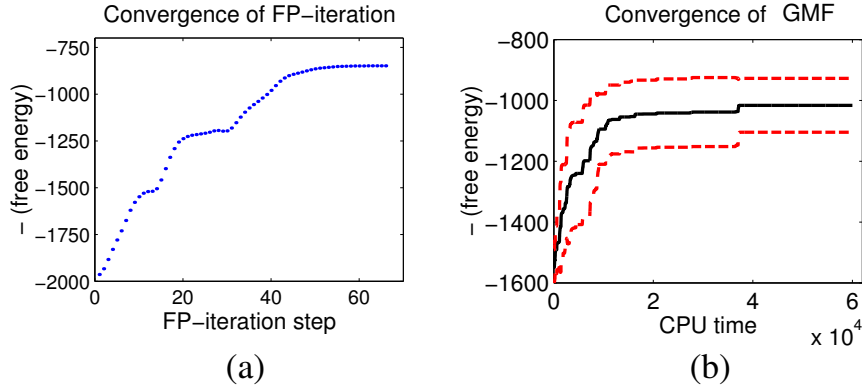 Convergence of FP−iteration
−750
−1000
−1250
−1500
−1750
−2000
− (free energy)
0
20
40
60
FP−iteration step
(a)
Convergence of GMF
−800
−1000
−1200
−1400
−1600
− (free energy)
0
2
4
6
x 10^4
CPU time
(b)